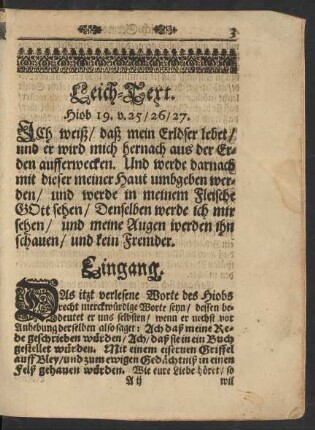 3
Leich-Text.
Hiob 19. v. 25/26/27.
ICh weiß/ daß mein Erlöser lebet/
und er wird mich hernach aus der Er-
den aufferwecken. Und werde darnach
mit dieser meiner Haut umbgeben wer-
den/ und werde in meinem Fleische
GOtt sehen/ Denselben werde ich mir
sehen/ und meine Augen werden ihn
schauen/ und kein Fremder.
Eingang.
DAs itzt verlesene Worte des Hiobs
recht merckwürdige Worte seyn/ dessen be-
deutet er uns selbsten/ wenn er nechst vor
Anhebung derselben also saget: Ach daß meine Re-
de geschrieben würden/ Ach/ daß sie in ein Buch
gestellet würden. Mit einem eisernen Griffel
auff Bley/ und zum ewigen Gedächtniß in einen
Felß gehauen würden. Wie eure Liebe höret/ so
A ij wil